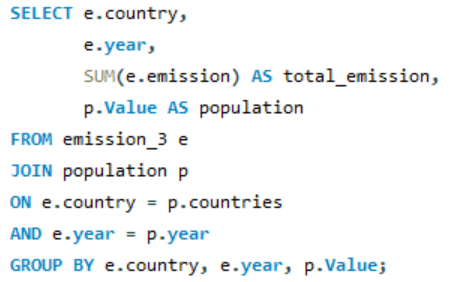 SELECT e.country,
e.year,
SUM(e.emission) AS total_emission,
p.Value AS population
FROM emission_3 e
JOIN population p
ON e.country = p.countries
AND e.year = p.year
GROUP BY e.country, e.year, p.Value;